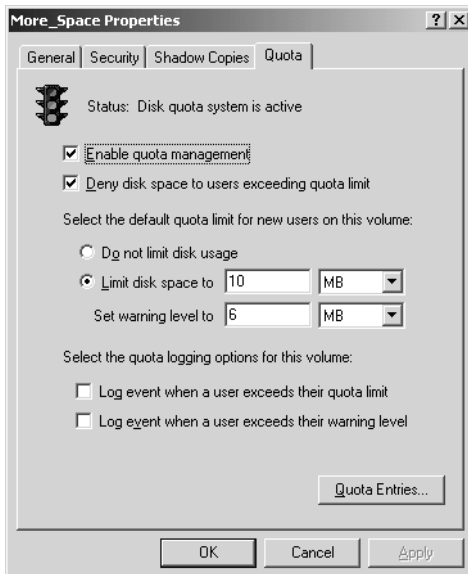 More_Space Properties ? X
General Security Shadow Copies Quota
Status: Disk quota system is active
Enable quota management
Deny disk space to users exceeding quota limit
Select the default quota limit for new users on this volume:
Do not limit disk usage
Limit disk space to 10 MB
Set warning level to 6 MB
Select the quota logging options for this volume:
Log event when a user exceeds their quota limit
Log event when a user exceeds their warning level
Quota Entries...
OK Cancel Apply